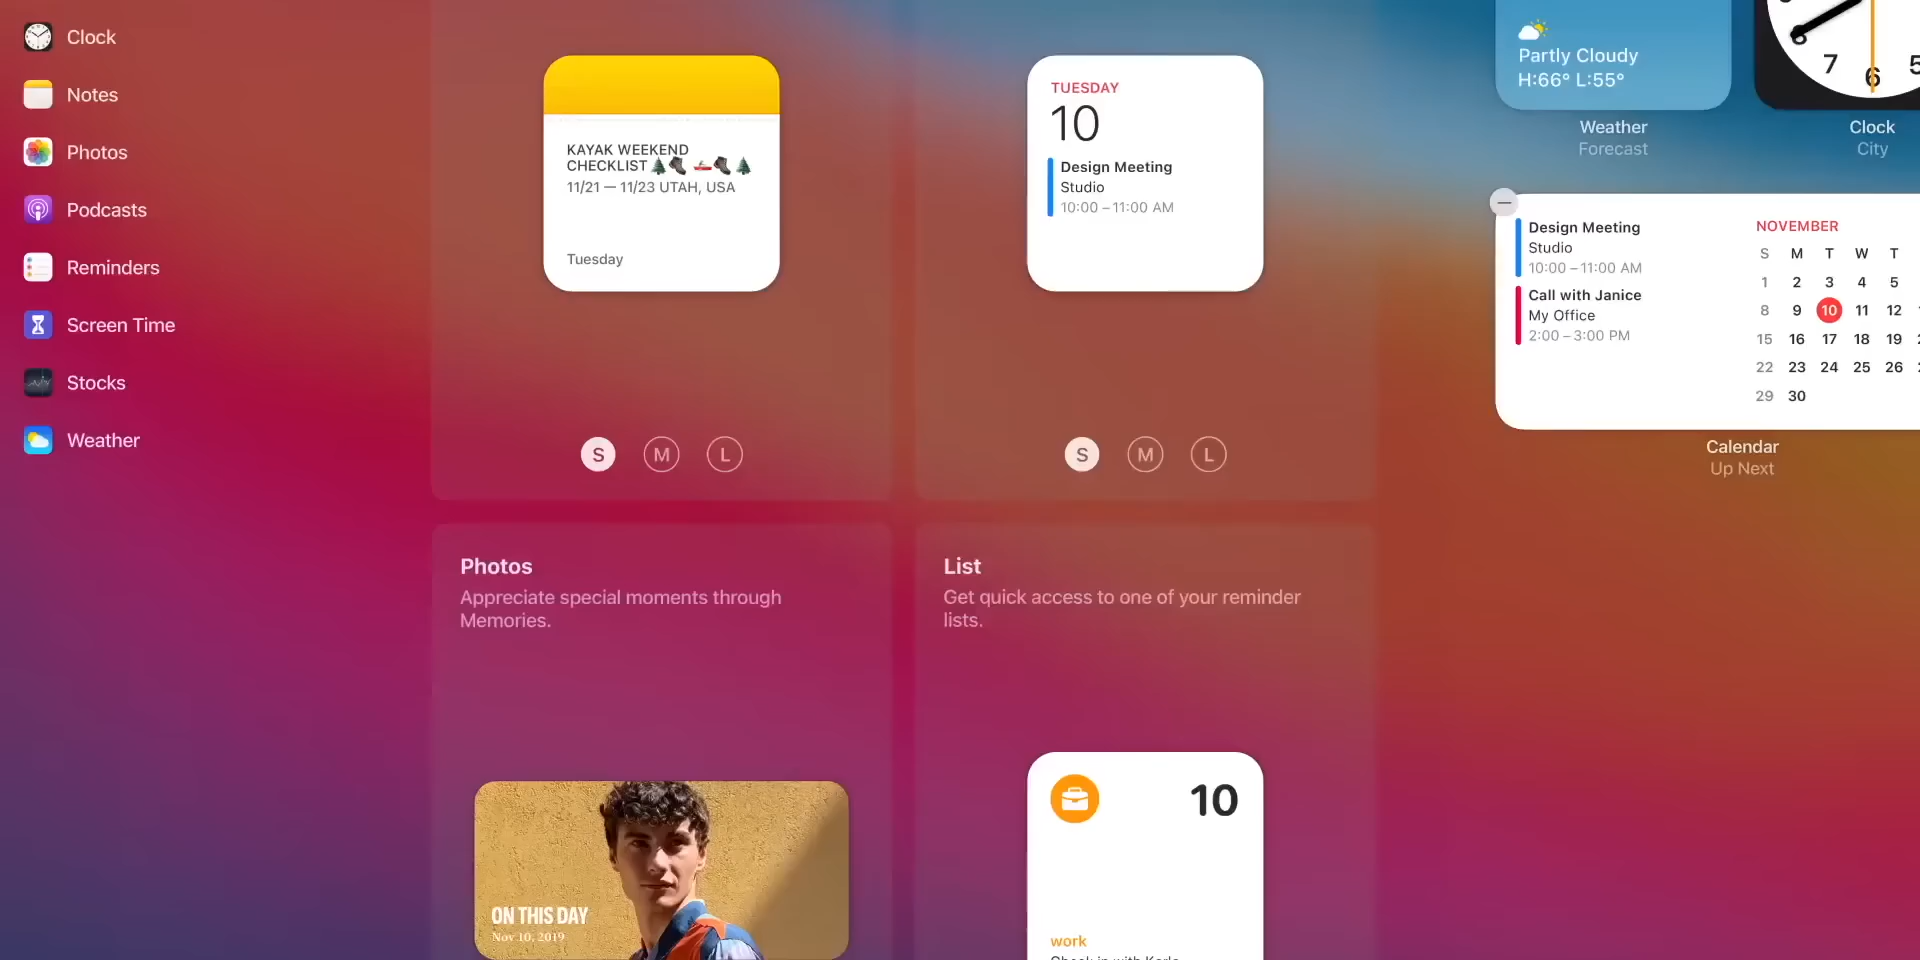 Clock
Notes
Photos
Podcasts
Reminders
Screen Time
Stocks
Weather
KAYAK WEEKEND
CHECKLIST
11/21 — 11/23 UTAH, USA
Tuesday
S M L
TUESDAY
10
Design Meeting
Studio
10:00 – 11:00 AM
S M L
Photos
Appreciate special moments through
Memories.
ON THIS DAY
Nov 10, 2019
List
Get quick access to one of your reminder
lists.
10
work
Partly Cloudy
H:66° L:55°
Weather
Forecast
8
7
6
5
Clock
City
Design Meeting
Studio
10:00 – 11:00 AM
Call with Janice
My Office
2:00 – 3:00 PM
NOVEMBER
S M T W T
1 2 3 4 5
8 9 10 11 12
15 16 17 18 19
22 23 24 25 26
29 30
Calendar
Up Next